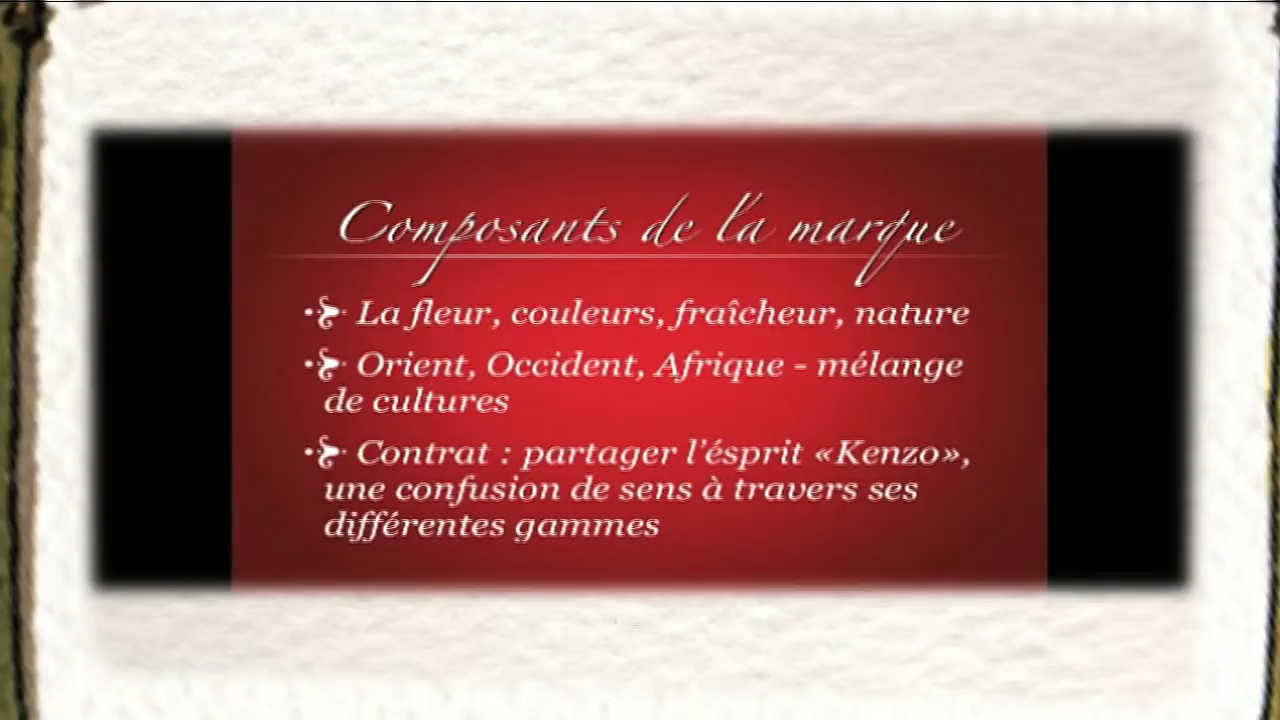 Composants de la marque
La fleur, couleurs, fraîcheur, nature
Orient, Occident, Afrique - mélange
de cultures
Contrat : partager l'ésprit «Kenzo»,
une confusion de sens à travers ses
différentes gammes